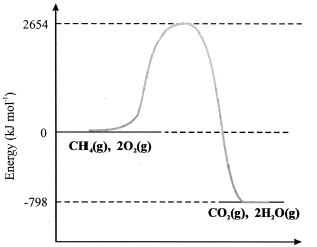 2654
Energy (kJ mol⁻¹)
0
CH₄(g), 2O₂(g)
-798
CO₂(g), 2H₂O(g)